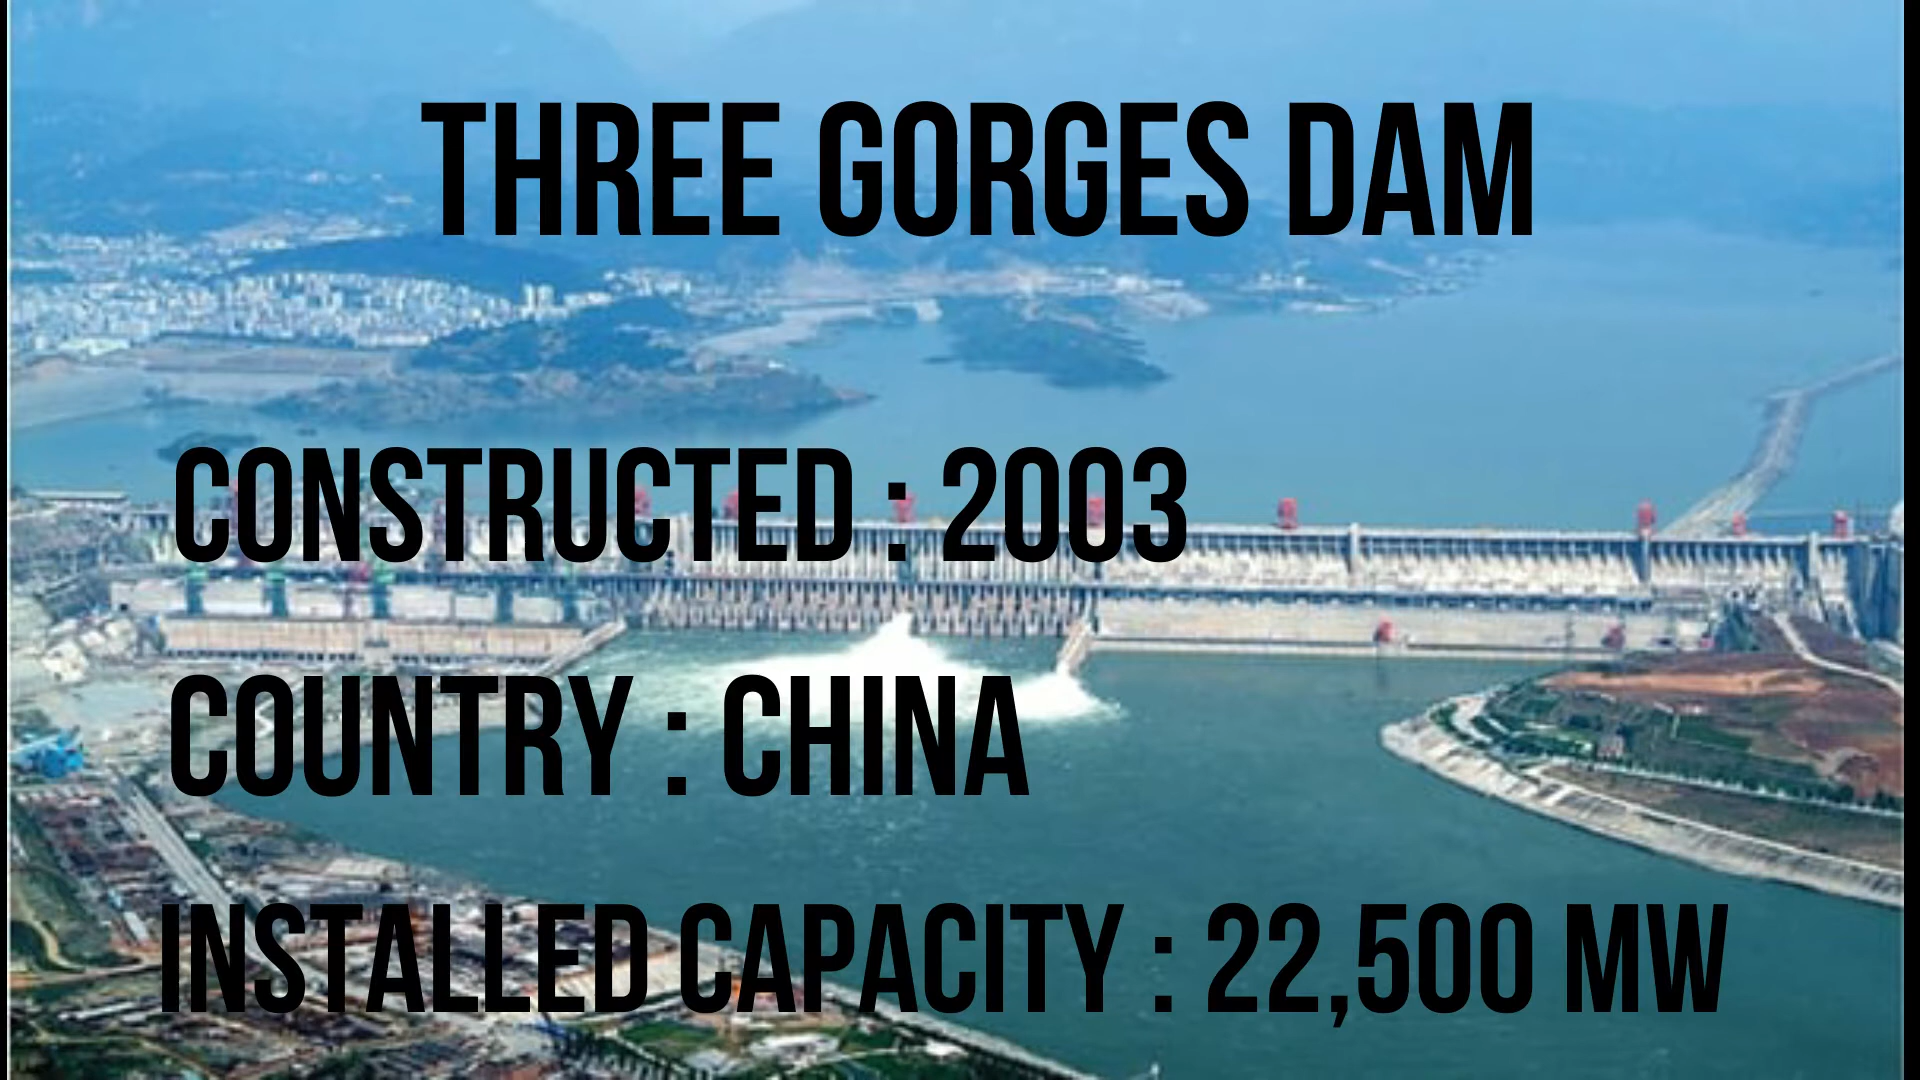 THREE GORGES DAM
CONSTRUCTED : 2003
COUNTRY : CHINA
INSTALLED CAPACITY : 22,500 MW